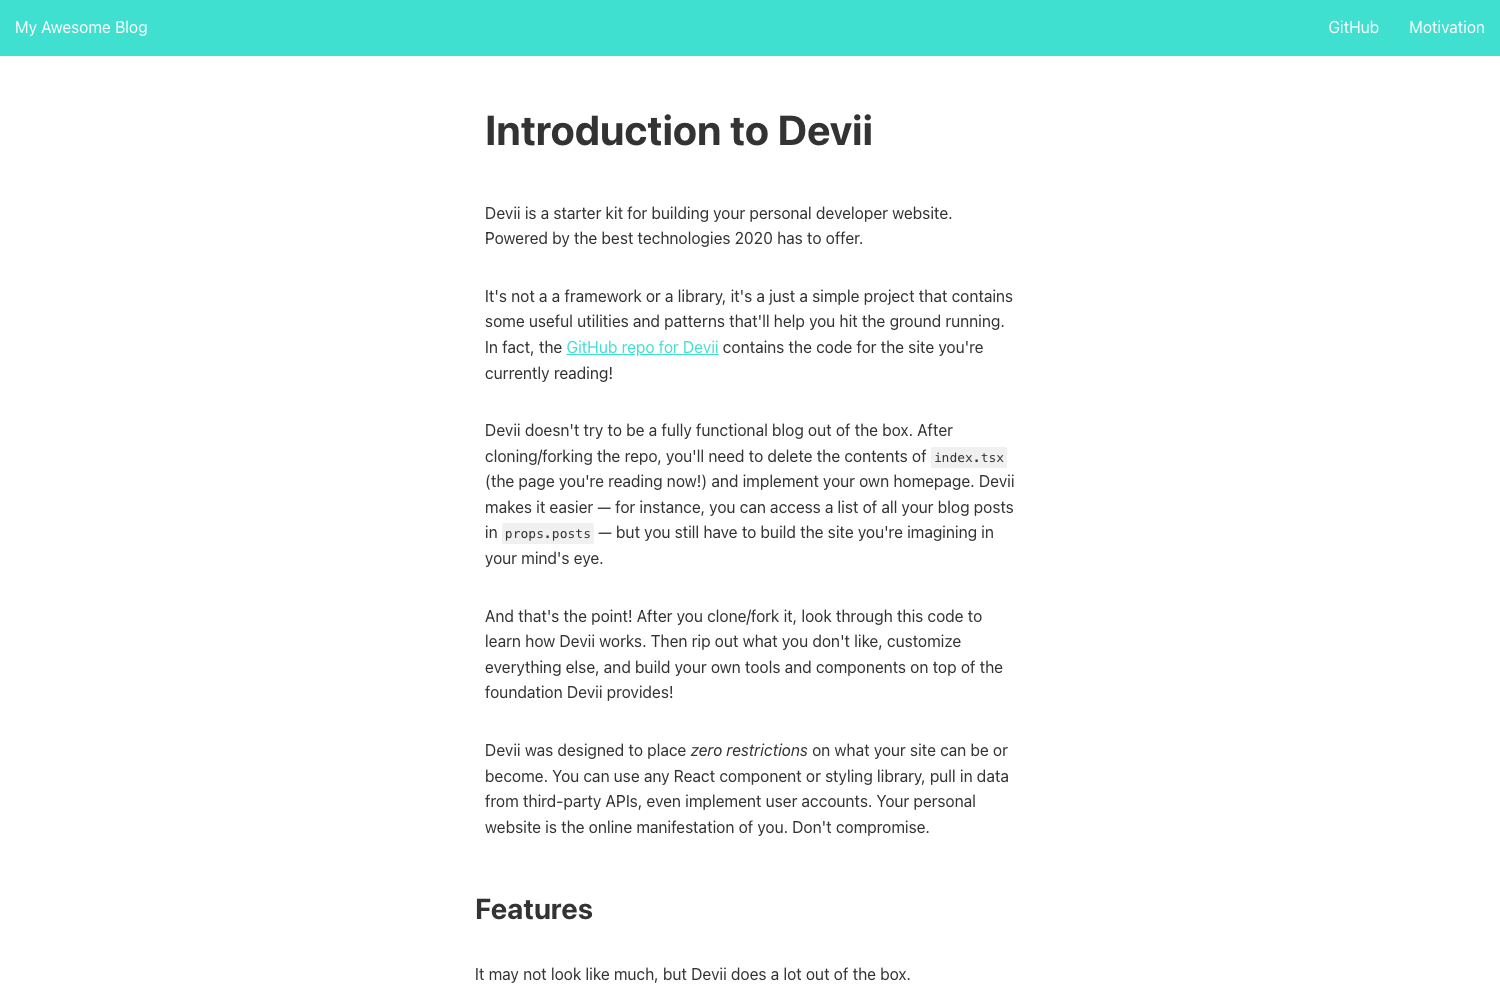 My Awesome Blog
GitHub
Motivation
Introduction to Devii
Devii is a starter kit for building your personal developer website.
Powered by the best technologies 2020 has to offer.
It's not a a framework or a library, it's a just a simple project that contains
some useful utilities and patterns that'll help you hit the ground running.
In fact, the GitHub repo for Devii contains the code for the site you're
currently reading!
Devii doesn't try to be a fully functional blog out of the box. After
cloning/forking the repo, you'll need to delete the contents of index.tsx
(the page you're reading now!) and implement your own homepage. Devii
makes it easier — for instance, you can access a list of all your blog posts
in props.posts — but you still have to build the site you're imagining in
your mind's eye.
And that's the point! After you clone/fork it, look through this code to
learn how Devii works. Then rip out what you don't like, customize
everything else, and build your own tools and components on top of the
foundation Devii provides!
Devii was designed to place zero restrictions on what your site can be or
become. You can use any React component or styling library, pull in data
from third-party APIs, even implement user accounts. Your personal
website is the online manifestation of you. Don't compromise.
Features
It may not look like much, but Devii does a lot out of the box.